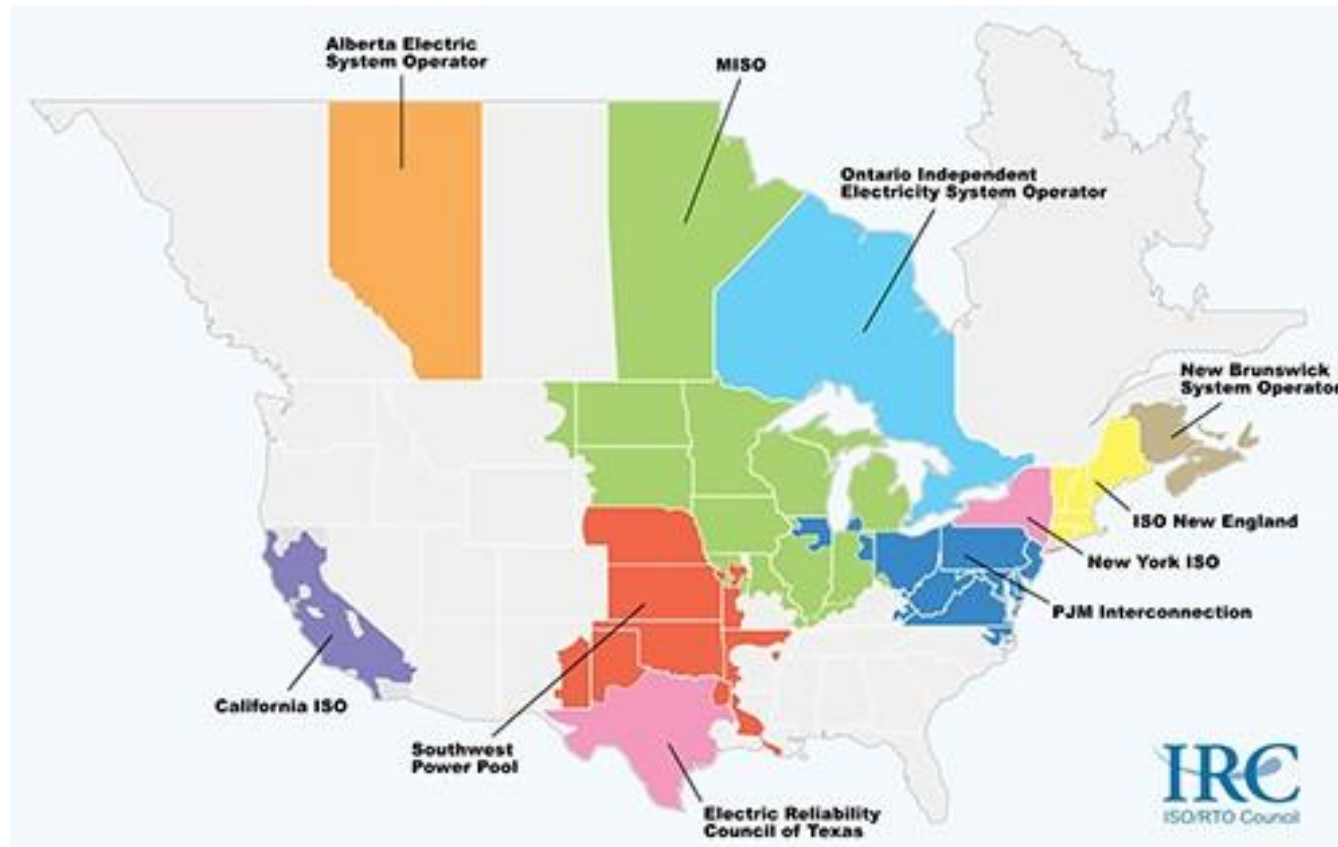 Alberta Electric
System Operator
MISO
Ontario Independent
Electricity System Operator
New Brunswick
System Operator
ISO New England
New York ISO
PJM Interconnection
California ISO
Southwest
Power Pool
Electric Reliability
Council of Texas
IRC
ISO/RTO Council